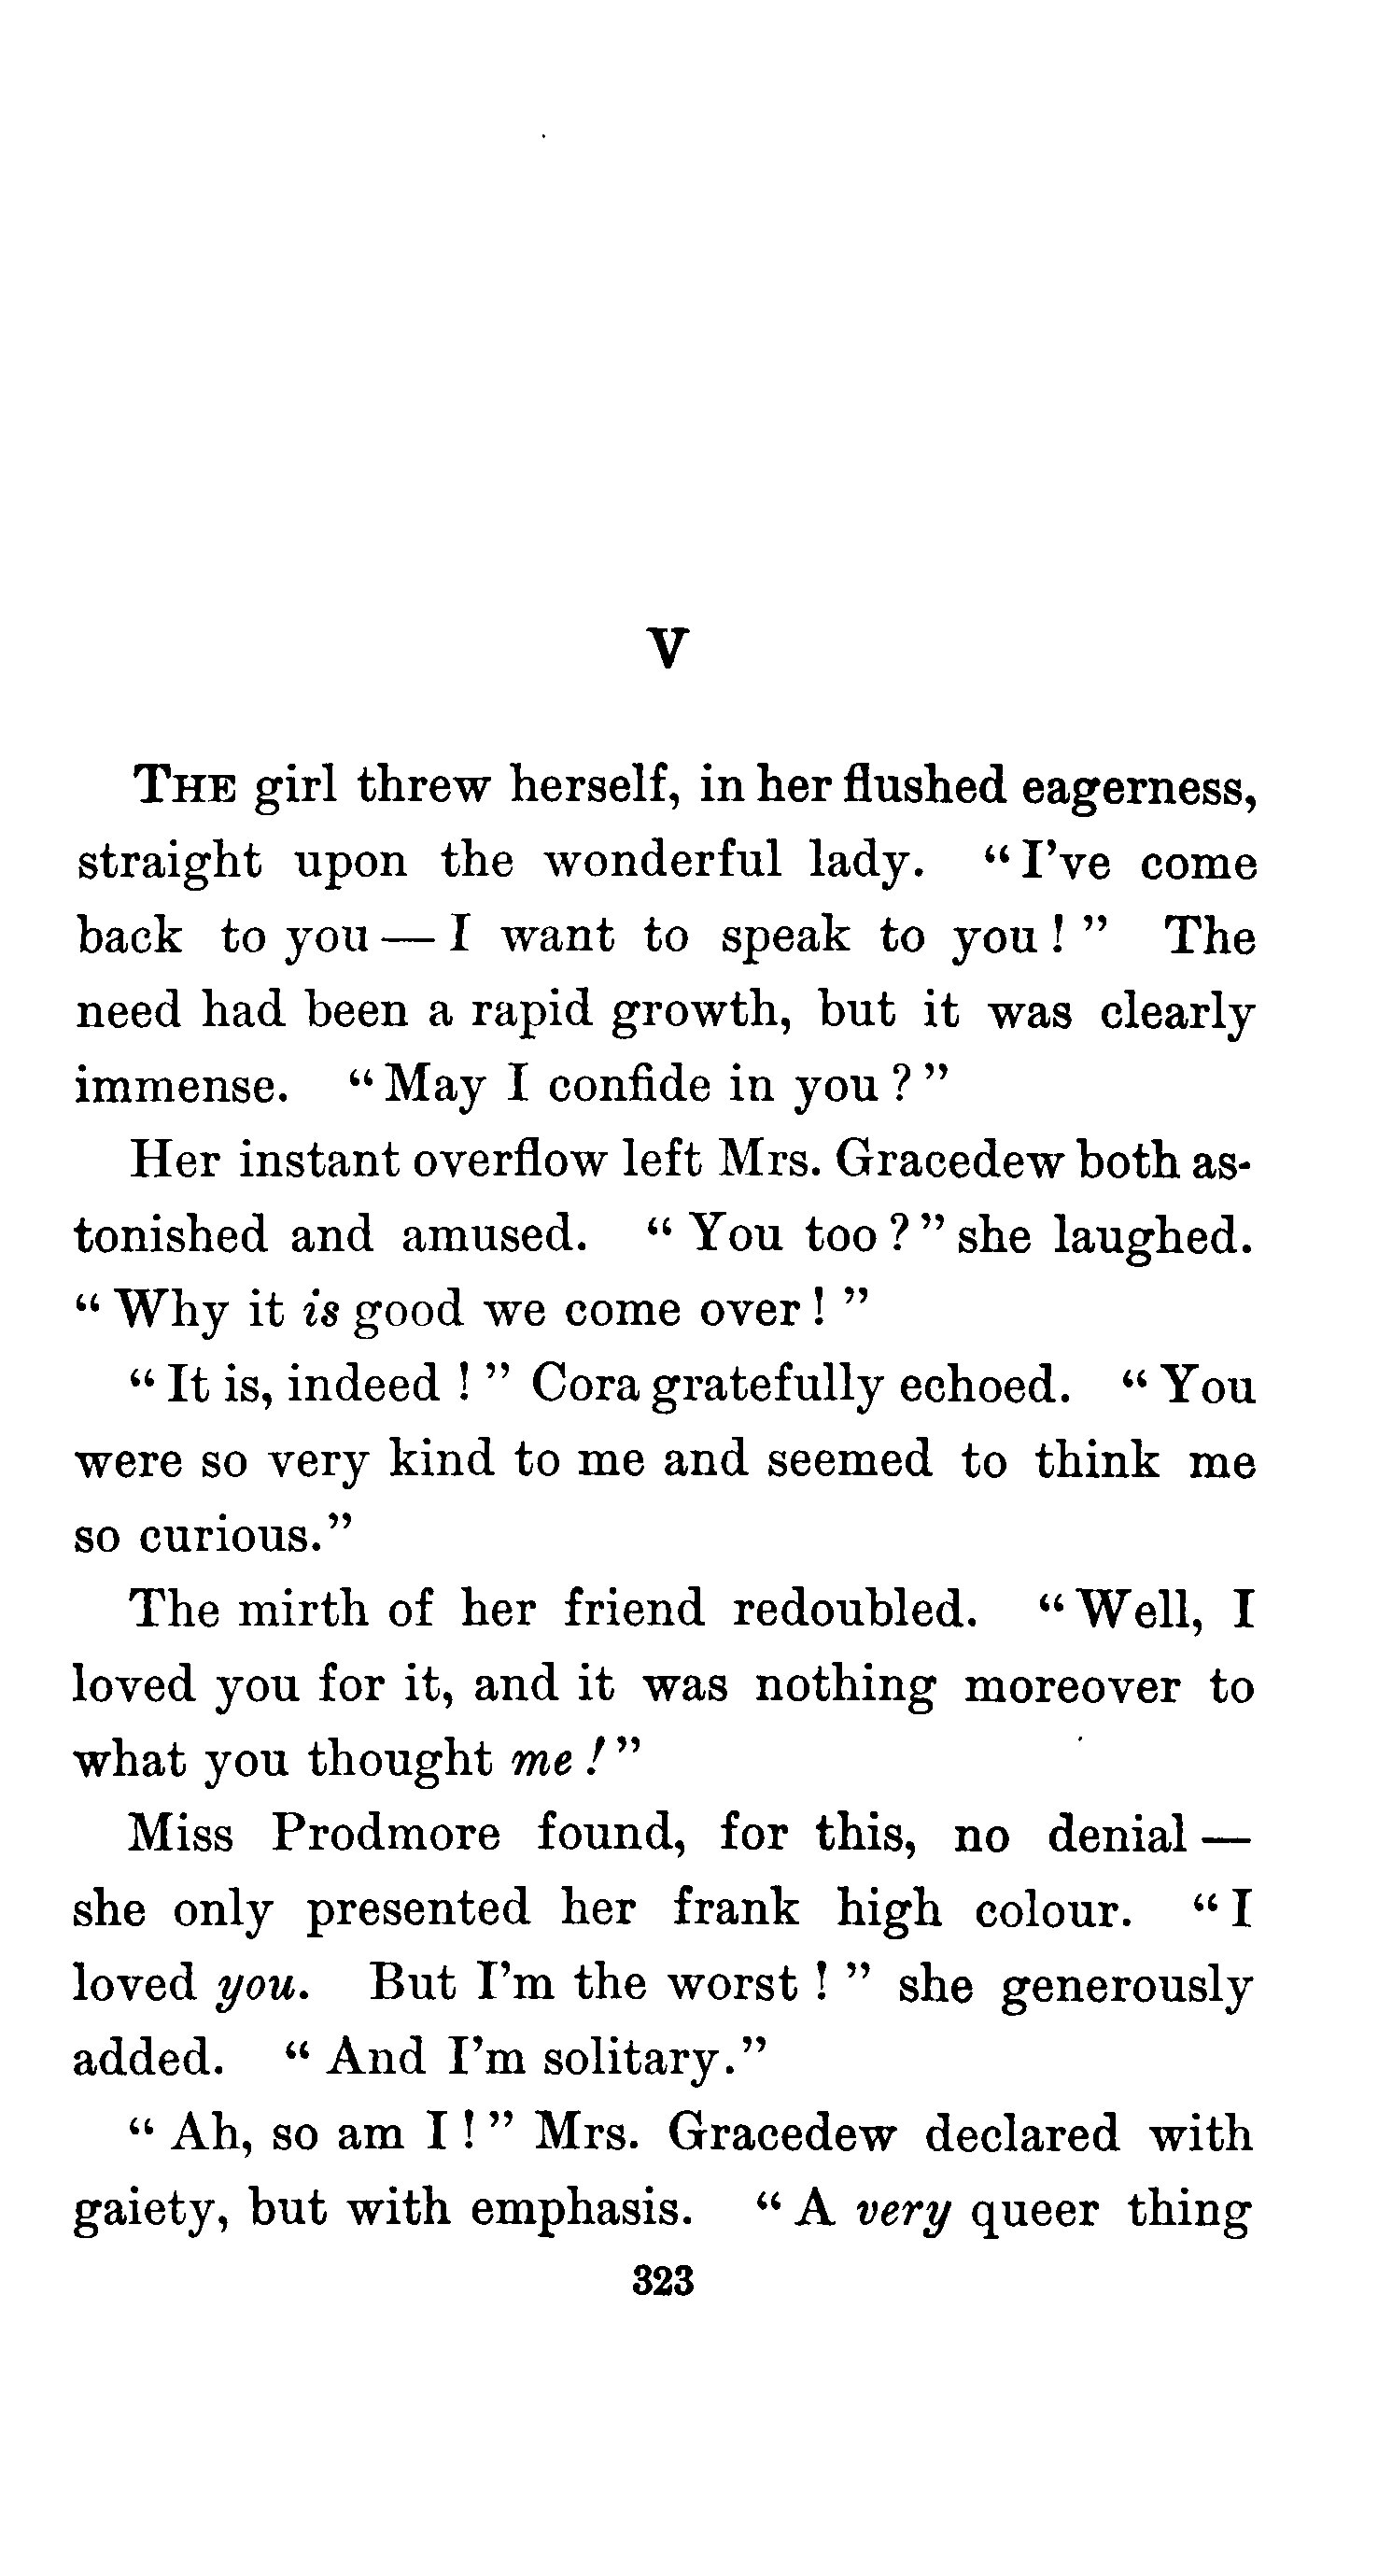 V
THE girl threw herself, in her flushed eagerness,
straight upon the wonderful lady. “I’ve come
back to you — I want to speak to you!” The
need had been a rapid growth, but it was clearly
immense. “May I confide in you?”
Her instant overflow left Mrs. Gracedew both as-
tonished and amused. “You too?” she laughed.
“Why it is good we come over!”
“It is, indeed!” Cora gratefully echoed. “You
were so very kind to me and seemed to think me
so curious.”
The mirth of her friend redoubled. “Well, I
loved you for it, and it was nothing moreover to
what you thought me!”
Miss Prodmore found, for this, no denial —
she only presented her frank high colour. “I
loved you. But I’m the worst!” she generously
added. “And I’m solitary.”
“Ah, so am I!” Mrs. Gracedew declared with
gaiety, but with emphasis. “A very queer thing
323